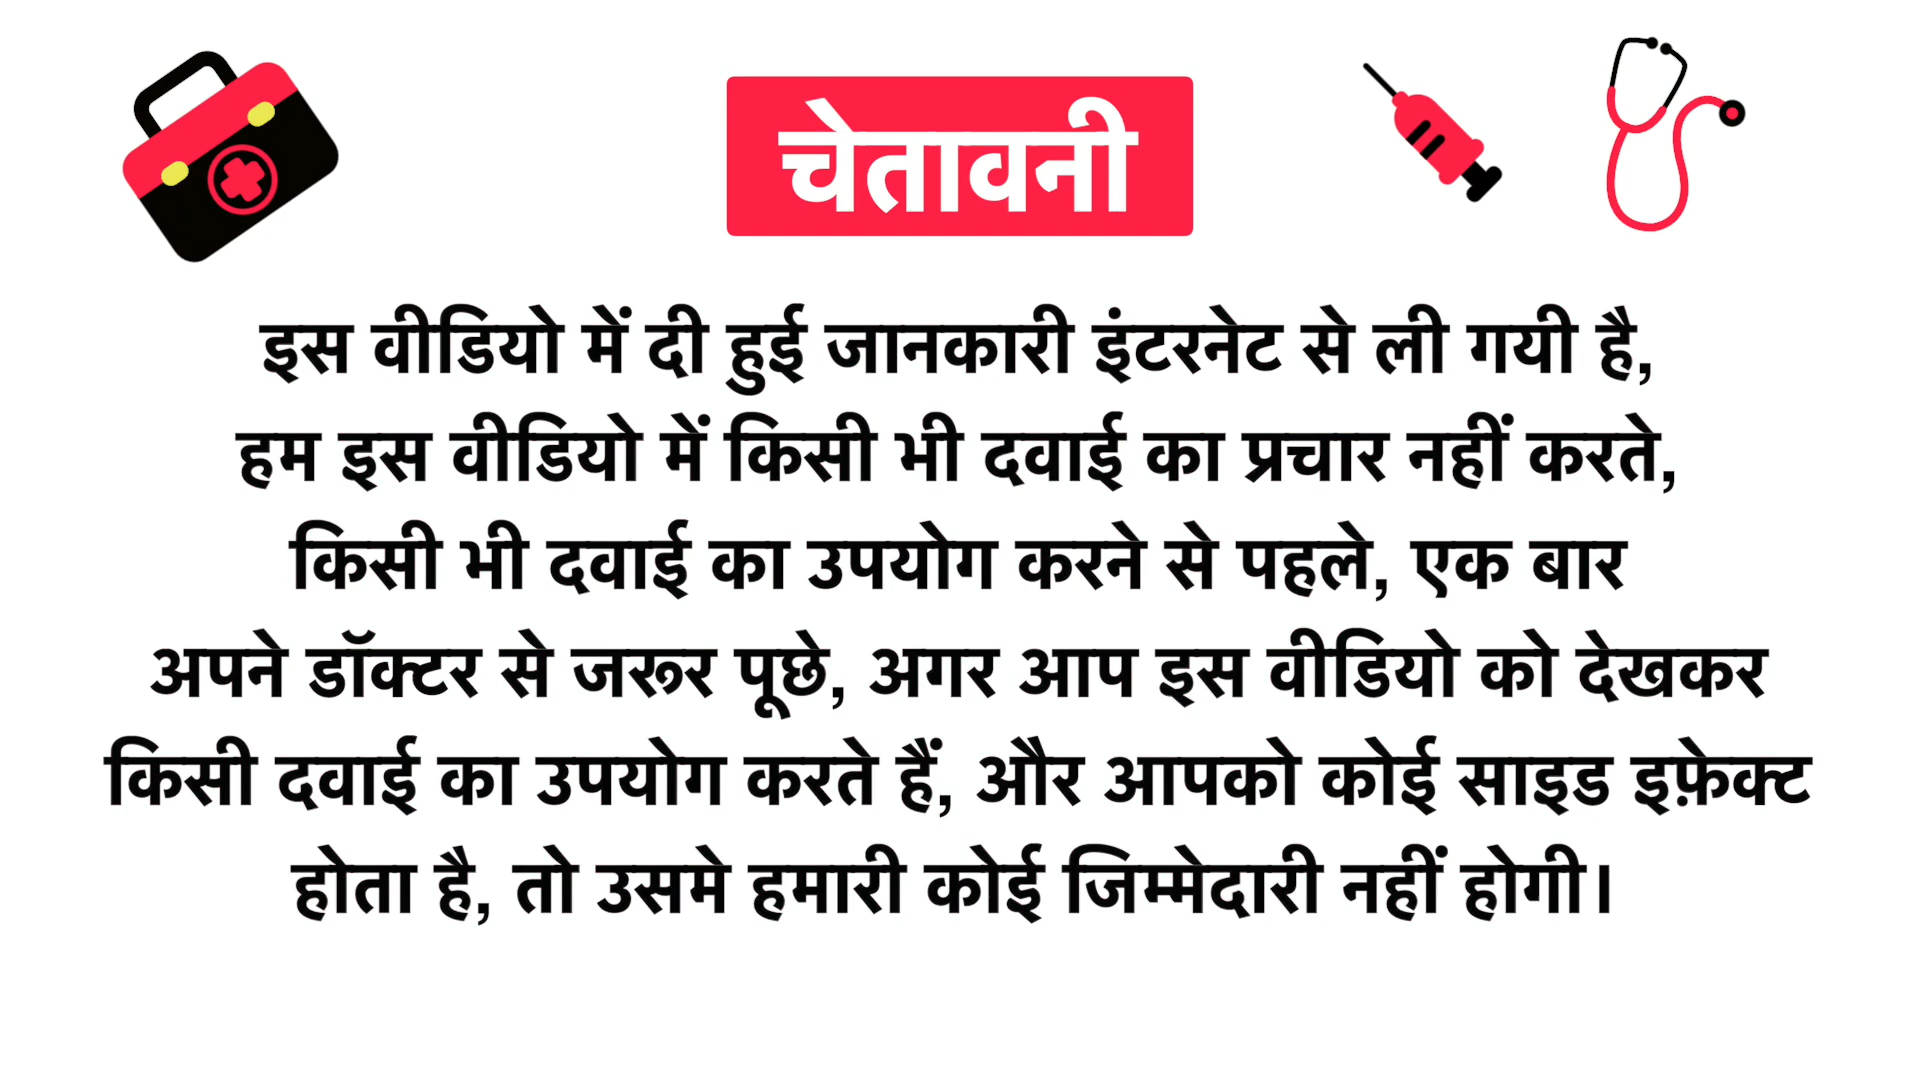 चेतावनी
इस वीडियो में दी हुई जानकारी इंटरनेट से ली गयी है,
हम इस वीडियो में किसी भी दवाई का प्रचार नहीं करते,
किसी भी दवाई का उपयोग करने से पहले, एक बार
अपने डॉक्टर से जरूर पूछे, अगर आप इस वीडियो को देखकर
किसी दवाई का उपयोग करते हैं, और आपको कोई साइड इफ़ेक्ट
होता है, तो उसमे हमारी कोई जिम्मेदारी नहीं होगी।